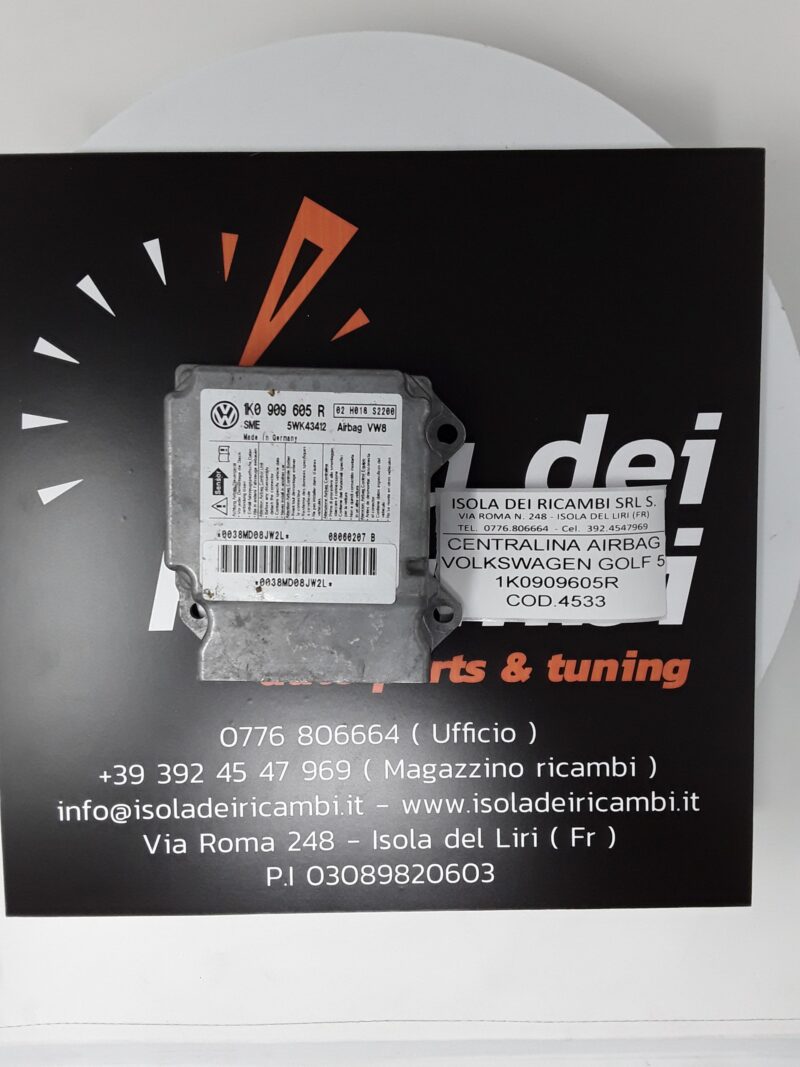 1K0 909 605 R
02 H018 S2200
SME 5WK43412 Airbag VW8
Made in Germany
Sensor
*0038MD08JW2L*
08060207 B
*0038MD08JW2L*
dei
ISOLA DEI RICAMBI SRL S.
VIA ROMA N. 248 - ISOLA DEL LIRI (FR)
TEL. 0776.806664 - Cel. 392.4547969
CENTRALINA AIRBAG
VOLKSWAGEN GOLF 5
1K0909605R
COD.4533
parts & tuning
0776 806664 ( Ufficio )
+39 392 45 47 969 ( Magazzino ricambi )
info@isoladeiricambi.it - www.isoladeiricambi.it
Via Roma 248 - Isola del Liri ( Fr )
P.I 03089820603